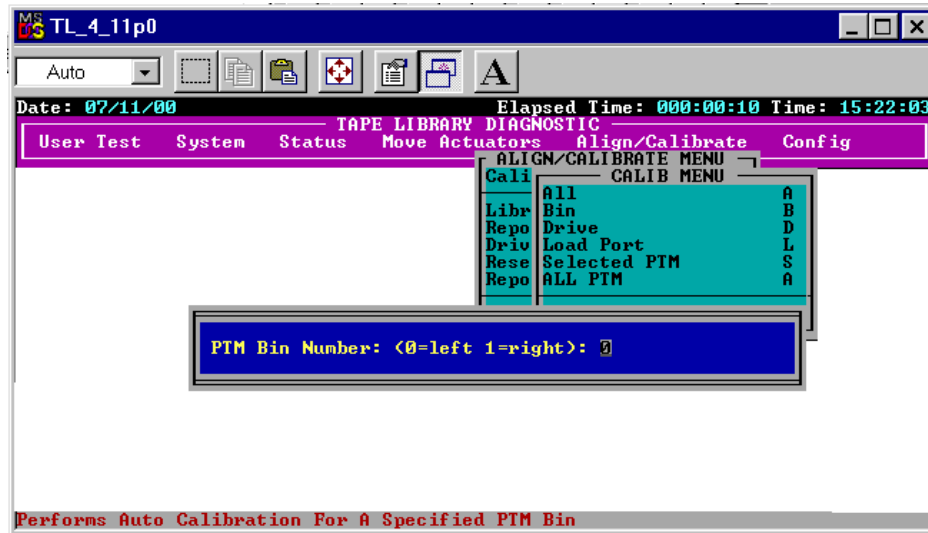 TL_4_11p0
Auto
A
Date: 07/11/00 Elapsed Time: 000:00:10 Time: 15:22:03
TAPE LIBRARY DIAGNOSTIC
User Test System Status Move Actuators Align/Calibrate Config
ALIGN/CALIBRATE MENU
Cali CALIB MENU
All A
Libr Bin B
Repo Drive D
Driv Load Port L
Rese Selected PTM S
Repo ALL PTM A
PTM Bin Number: (0=left 1=right): 0
Performs Auto Calibration For A Specified PTM Bin